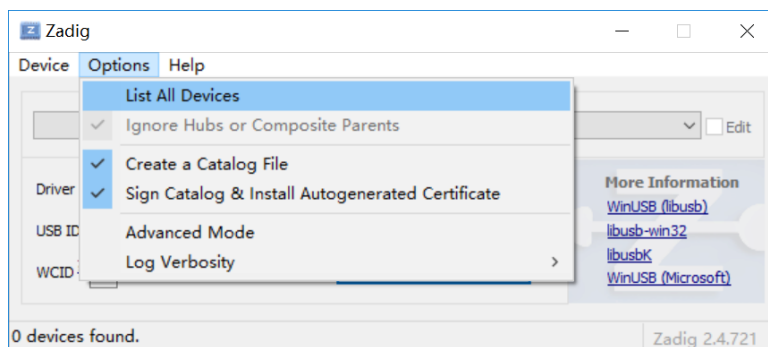 Zadig
Device Options Help
List All Devices
Ignore Hubs or Composite Parents
Edit
Create a Catalog File
Driver
Sign Catalog & Install Autogenerated Certificate
More Information
WinUSB (libusb)
USB ID
Advanced Mode
libusb-win32
Log Verbosity
libusbK
WCID
WinUSB (Microsoft)
0 devices found.
Zadig 2.4.721